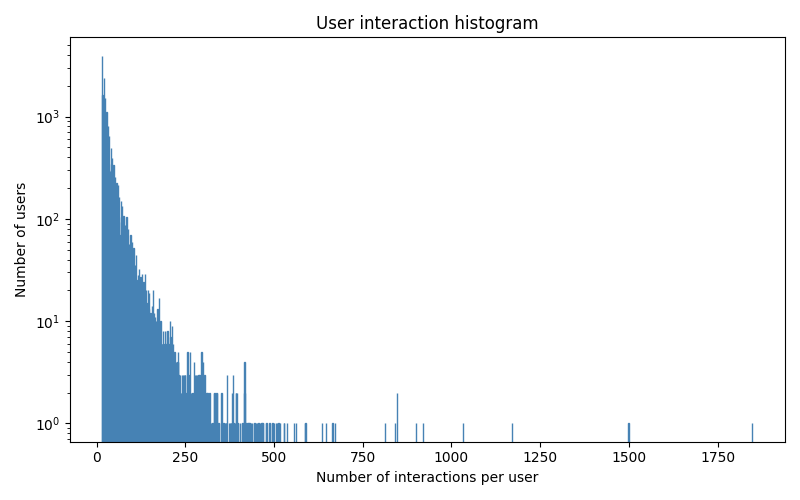 User interaction histogram
Number of users
10³
10²
10¹
10⁰
0 250 500 750 1000 1250 1500 1750
Number of interactions per user